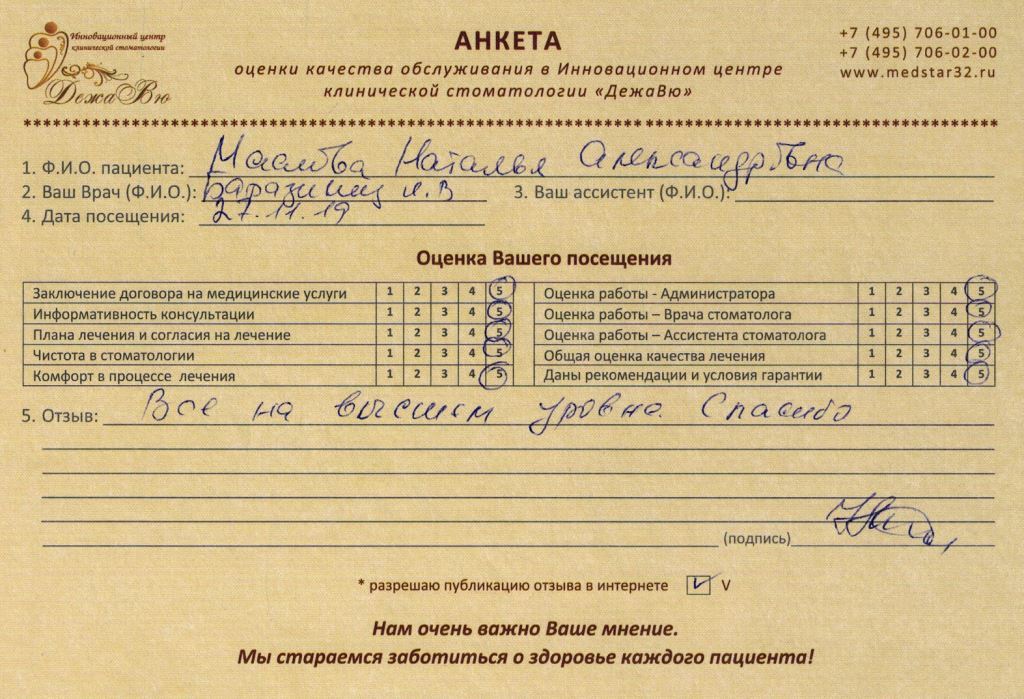 Инновационный центр
клинической стоматологии
ДежаВю
АНКЕТА
оценки качества обслуживания в Инновационном центре
клинической стоматологии «ДежаВю»
+7 (495) 706-01-00
+7 (495) 706-02-00
www.medstar32.ru
1. Ф.И.О. пациента: Маслова Наталья Александровна
2. Ваш Врач (Ф.И.О.): И.В 3. Ваш ассистент (Ф.И.О.):
4. Дата посещения: 27.11.19
Оценка Вашего посещения
Заключение договора на медицинские услуги 1 2 3 4 5 Оценка работы - Администратора 1 2 3 4 5
Информативность консультации 1 2 3 4 5 Оценка работы – Врача стоматолога 1 2 3 4 5
Плана лечения и согласия на лечение 1 2 3 4 5 Оценка работы – Ассистента стоматолога 1 2 3 4 5
Чистота в стоматологии 1 2 3 4 5 Общая оценка качества лечения 1 2 3 4 5
Комфорт в процессе лечения 1 2 3 4 5 Даны рекомендации и условия гарантии 1 2 3 4 5
5. Отзыв: Все на высшем уровне. Спасибо
(подпись)
* разрешаю публикацию отзыва в интернете V
Нам очень важно Ваше мнение.
Мы стараемся заботиться о здоровье каждого пациента!